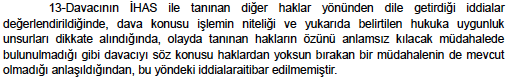 13-Davacının İHAS ile tanınan diğer haklar yönünden dile getirdiği iddialar
değerlendirildiğinde, dava konusu işlemin niteliği ve yukarıda belirtilen hukuka uygunluk
unsurları dikkate alındığında, olayda tanınan hakların özünü anlamsız kılacak müdahalede
bulunulmadığı gibi davacıyı söz konusu haklardan yoksun bırakan bir müdahalenin de mevcut
olmadığı anlaşıldığından, bu yöndeki iddialaraitibar edilmemiştir.